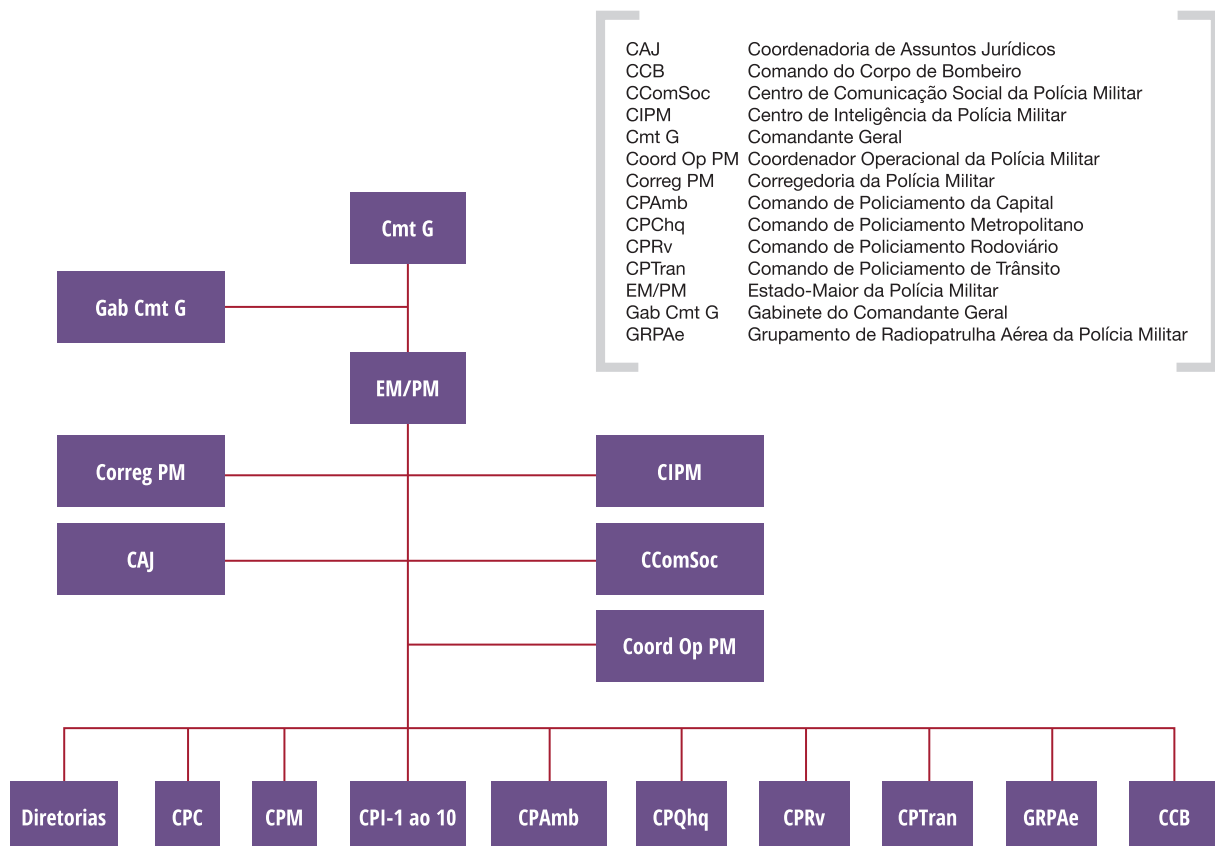 CAJ Coordenadoria de Assuntos Jurídicos
CCB Comando do Corpo de Bombeiro
CComSoc Centro de Comunicação Social da Polícia Militar
CIPM Centro de Inteligência da Polícia Militar
Cmt G Comandante Geral
Coord Op PM Coordenador Operacional da Polícia Militar
Correg PM Corregedoria da Polícia Militar
CPAmb Comando de Policiamento da Capital
CPChq Comando de Policiamento Metropolitano
CPRv Comando de Policiamento Rodoviário
CPTran Comando de Policiamento de Trânsito
EM/PM Estado-Maior da Polícia Militar
Gab Cmt G Gabinete do Comandante Geral
GRPAe Grupamento de Radiopatrulha Aérea da Polícia Militar
Cmt G
Gab Cmt G
EM/PM
Correg PM
CIPM
CAJ
CComSoc
Coord Op PM
Diretorias
CPC
CPM
CPI-1 ao 10
CPAmb
CPQhq
CPRv
CPTran
GRPAe
CCB